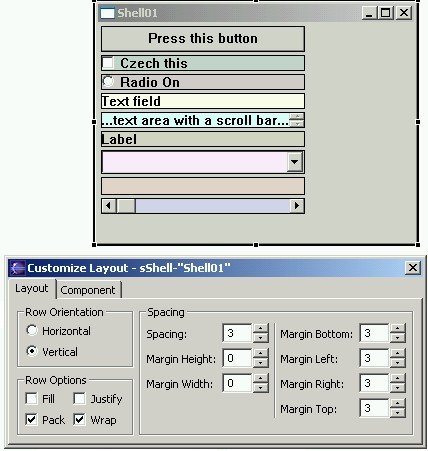 Shell01
Press this button
Czech this
Radio On
Text field
...text area with a scroll bar...
Label
Customize Layout - sShell-"Shell01"
Layout Component
Row Orientation
Horizontal
Vertical
Row Options
Fill Justify
Pack Wrap
Spacing
Spacing: 3
Margin Height: 0
Margin Width: 0
Margin Bottom: 3
Margin Left: 3
Margin Right: 3
Margin Top: 3